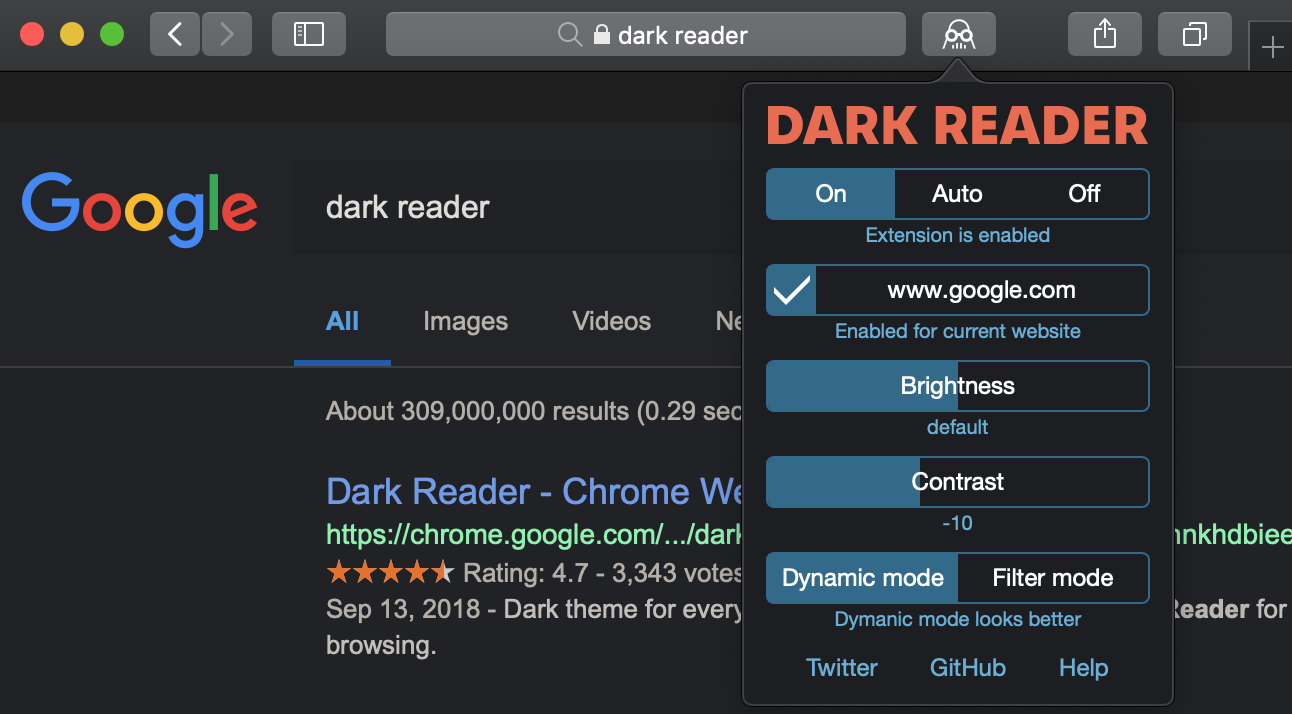 dark reader
DARK READER
On Auto Off
Extension is enabled
www.google.com
Enabled for current website
Brightness
default
Contrast
-10
Dynamic mode Filter mode
Dymanic mode looks better
Twitter GitHub Help
Google
dark reader
All Images Videos
About 309,000,000 results (0.29
Dark Reader - Chrome
https://chrome.google.com/.../dark nnkhdbiee
Rating: 4.7 - 3,343 votes
Sep 13, 2018 - Dark theme for every Reader for
browsing.